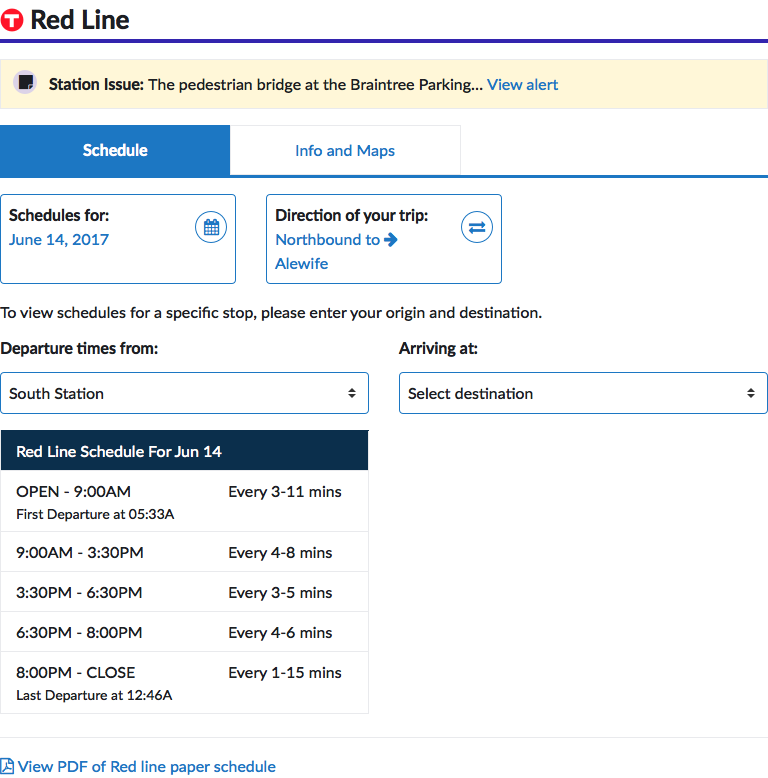 T Red Line
Station Issue: The pedestrian bridge at the Braintree Parking... View alert
Schedule
Info and Maps
Schedules for:
June 14, 2017
Direction of your trip:
Northbound to
Alewife
To view schedules for a specific stop, please enter your origin and destination.
Departure times from:
Arriving at:
South Station
Select destination
Red Line Schedule For Jun 14
OPEN - 9:00AM Every 3-11 mins
First Departure at 05:33A
9:00AM - 3:30PM Every 4-8 mins
3:30PM - 6:30PM Every 3-5 mins
6:30PM - 8:00PM Every 4-6 mins
8:00PM - CLOSE Every 1-15 mins
Last Departure at 12:46A
View PDF of Red line paper schedule